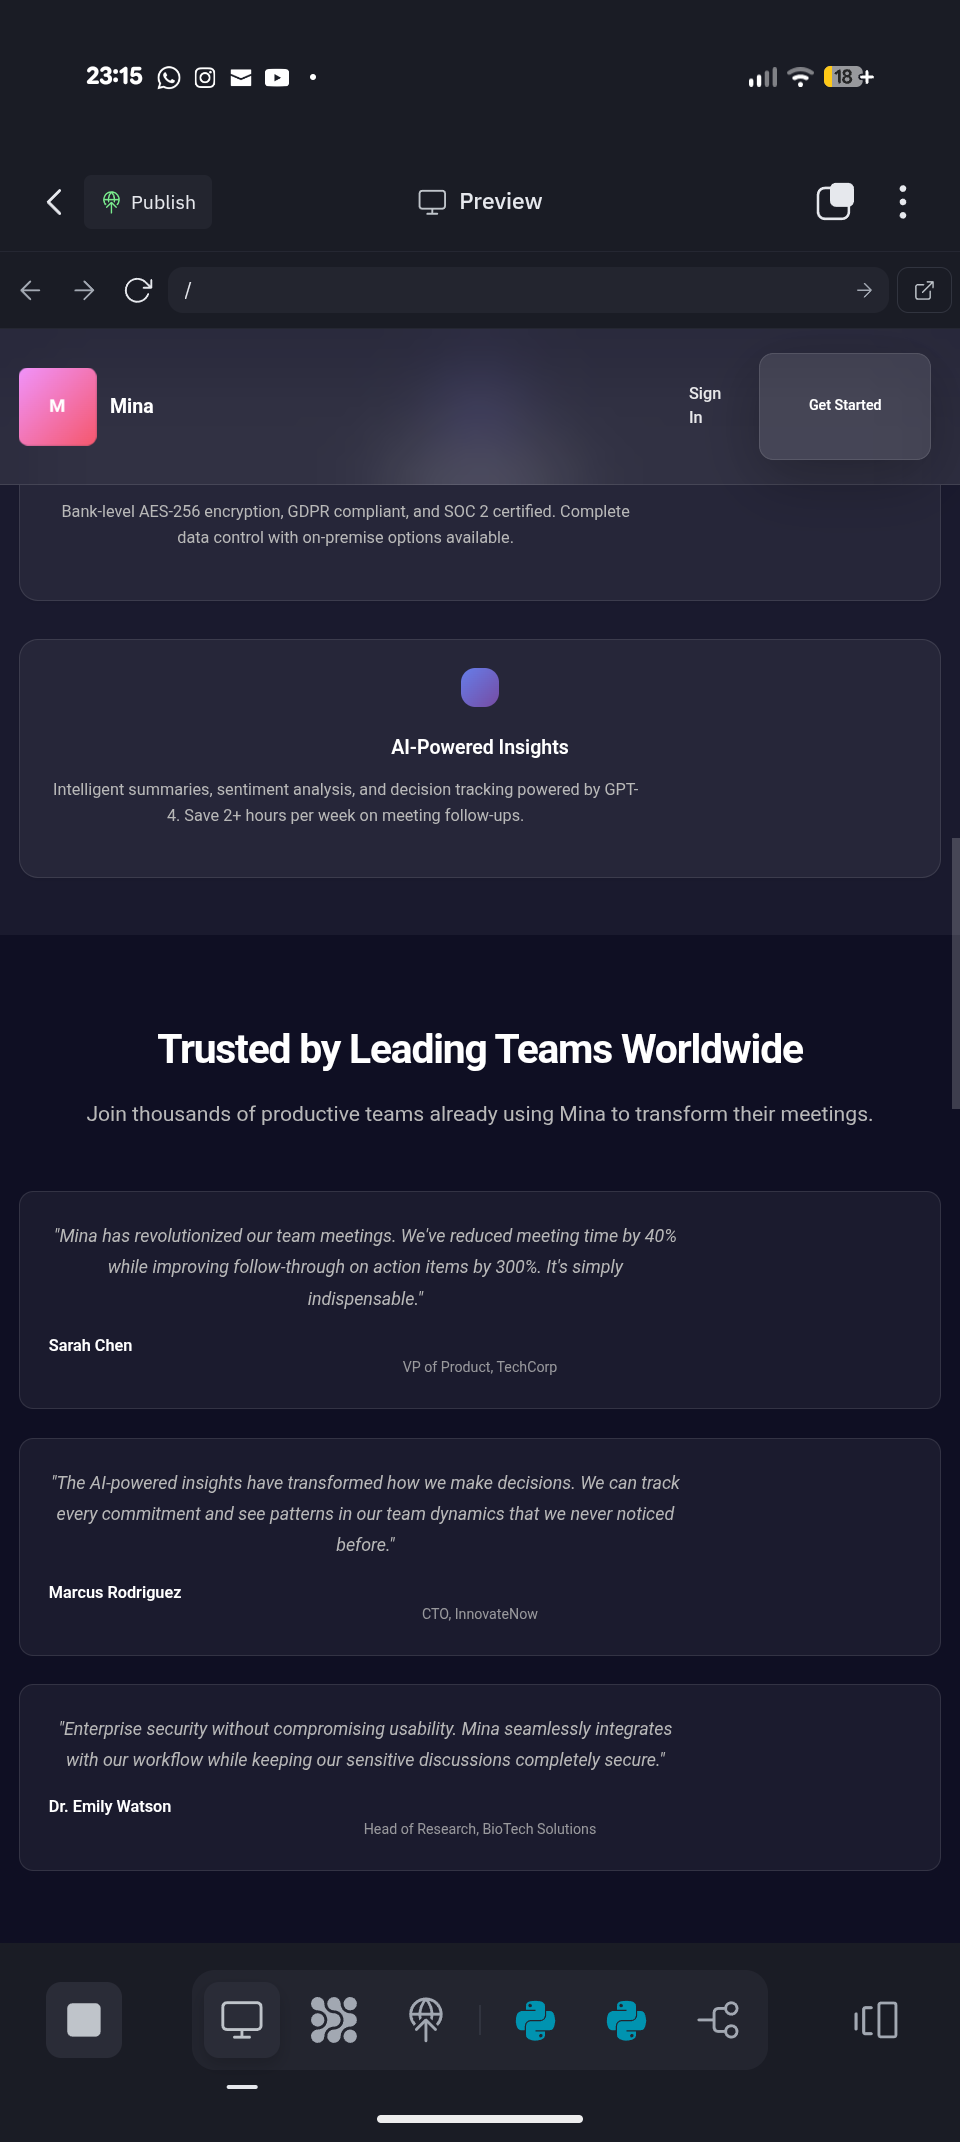 23:15
18
Publish
Preview
/
M
Mina
Sign
In
Get Started
Bank-level AES-256 encryption, GDPR compliant, and SOC 2 certified. Complete
data control with on-premise options available.
AI-Powered Insights
Intelligent summaries, sentiment analysis, and decision tracking powered by GPT-
4. Save 2+ hours per week on meeting follow-ups.
Trusted by Leading Teams Worldwide
Join thousands of productive teams already using Mina to transform their meetings.
"Mina has revolutionized our team meetings. We've reduced meeting time by 40%
while improving follow-through on action items by 300%. It's simply
indispensable."
Sarah Chen
VP of Product, TechCorp
"The AI-powered insights have transformed how we make decisions. We can track
every commitment and see patterns in our team dynamics that we never noticed
before."
Marcus Rodriguez
CTO, InnovateNow
"Enterprise security without compromising usability. Mina seamlessly integrates
with our workflow while keeping our sensitive discussions completely secure."
Dr. Emily Watson
Head of Research, BioTech Solutions